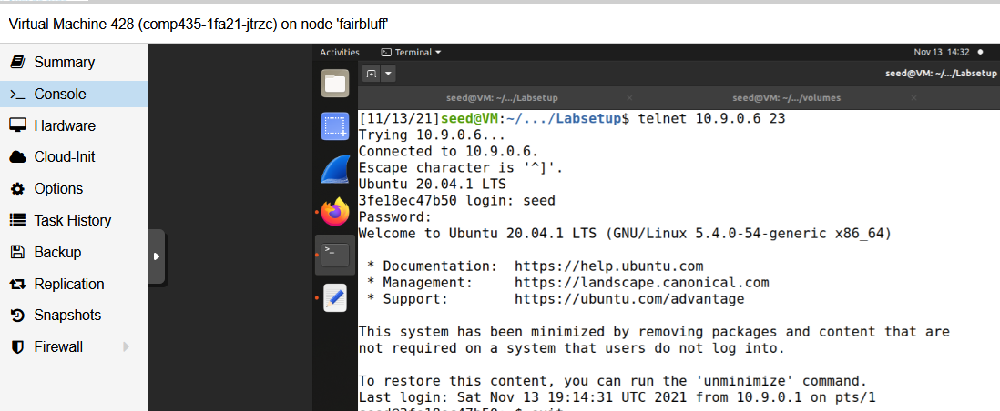 Virtual Machine 428 (comp435-1fa21-jtrzc) on node 'fairbluff'
Summary
Console
Hardware
Cloud-Init
Options
Task History
Backup
Replication
Snapshots
Firewall
Activities Terminal Nov 13 14:32
seed@VM: ~/.../Labsetup
seed@VM: ~/.../Labsetup seed@VM: ~/.../volumes
[11/13/21]seed@VM:~/.../Labsetup$ telnet 10.9.0.6 23
Trying 10.9.0.6...
Connected to 10.9.0.6.
Escape character is '^]'.
Ubuntu 20.04.1 LTS
3fe18ec47b50 login: seed
Password:
Welcome to Ubuntu 20.04.1 LTS (GNU/Linux 5.4.0-54-generic x86_64)
* Documentation: https://help.ubuntu.com
* Management: https://landscape.canonical.com
* Support: https://ubuntu.com/advantage
This system has been minimized by removing packages and content that are
not required on a system that users do not log into.
To restore this content, you can run the 'unminimize' command.
Last login: Sat Nov 13 19:14:31 UTC 2021 from 10.9.0.1 on pts/1